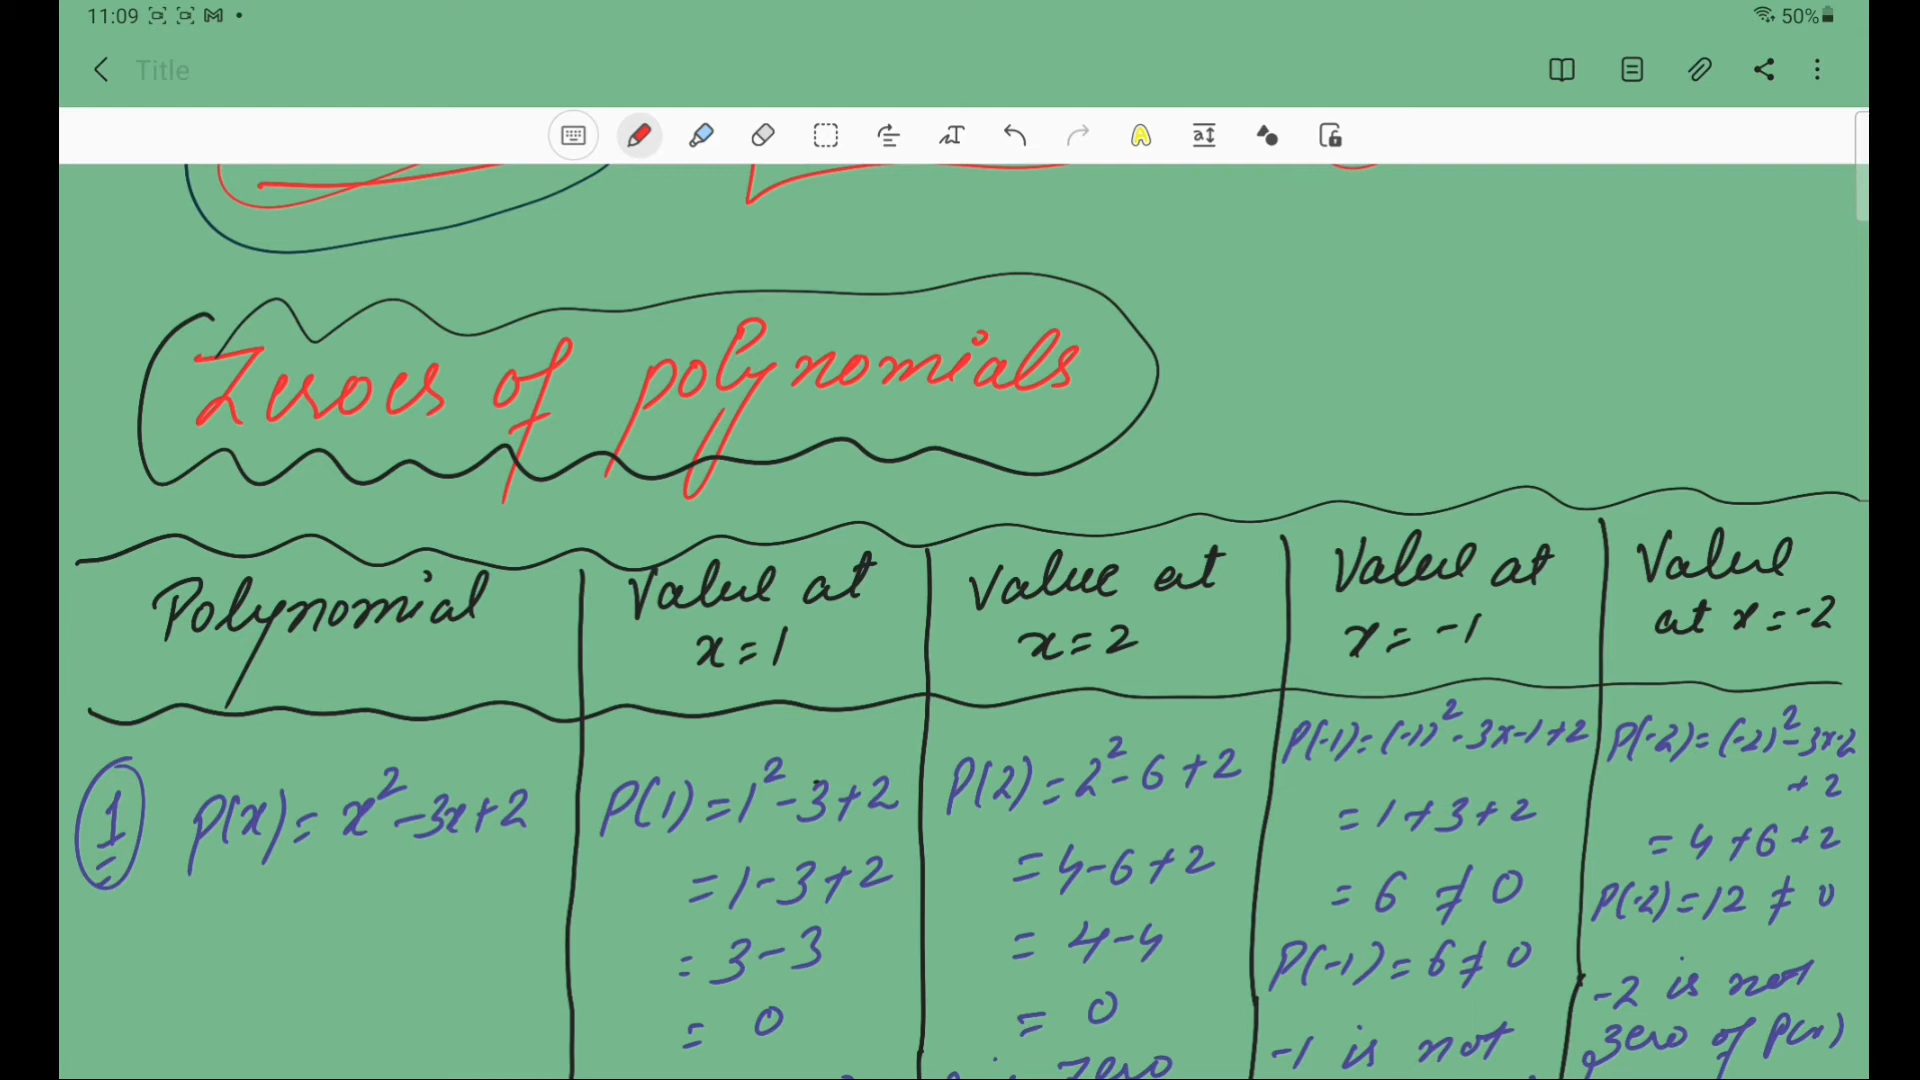 11:09
50%
Title
Zeroes of polynomials
Polynomial
Value at
x=1
Value at
x=2
Value at
x=-1
Value
at x=-2
1 P(x)=x²-3x+2
P(1)=1²-3+2
=1-3+2
=3-3
=0
P(2)=2²-6+2
=4-6+2
=4-4
=0
is zero
P(-1)=(-1)²-3x-1+2
=1+3+2
=6≠0
P(-1)=6≠0
-1 is not
P(-2)=(-2)²-3x-2
+2
=4+6+2
P(-2)=12≠0
-2 is not
zero of P(x)